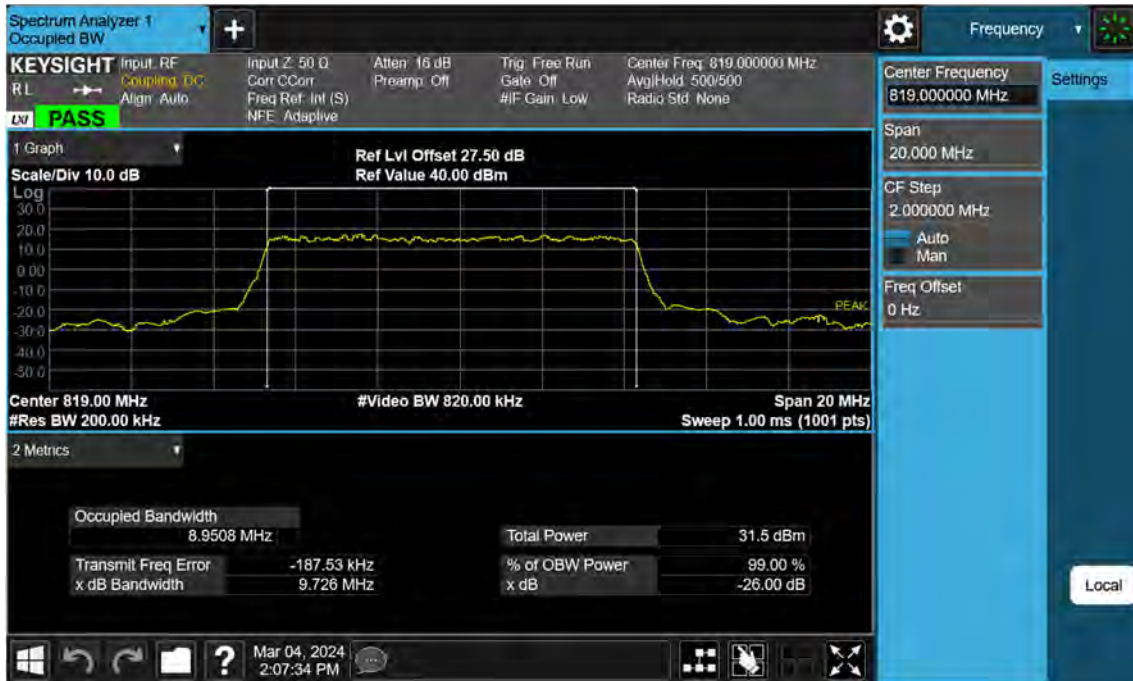 Spectrum Analyzer 1
Occupied BW
+
Frequency
KEYSIGHT
RL
LXI
PASS
Input: RF
Coupling: DC
Align: Auto
Input Z: 50 Ω
Corr CCorr
Freq Ref: Int (S)
NFE: Adaptive
Atten: 16 dB
Preamp: Off
Trig: Free Run
Gate: Off
#IF Gain: Low
Center Freq: 819.000000 MHz
Avg|Hold: 500/500
Radio Std: None
Center Frequency
819.000000 MHz
Settings
Span
20.000 MHz
CF Step
2.000000 MHz
Auto
Man
Freq Offset
0 Hz
Local
1 Graph
Scale/Div 10.0 dB
Ref Lvl Offset 27.50 dB
Ref Value 40.00 dBm
Log
30.0
20.0
10.0
0.00
-10.0
-20.0
-30.0
-40.0
-50.0
PEAK
Center 819.00 MHz
#Video BW 820.00 kHz
Span 20 MHz
#Res BW 200.00 kHz
Sweep 1.00 ms (1001 pts)
2 Metrics
Occupied Bandwidth
8.9508 MHz
Total Power 31.5 dBm
Transmit Freq Error -187.53 kHz
% of OBW Power 99.00 %
x dB Bandwidth 9.726 MHz
x dB -26.00 dB
?
Mar 04, 2024
2:07:34 PM